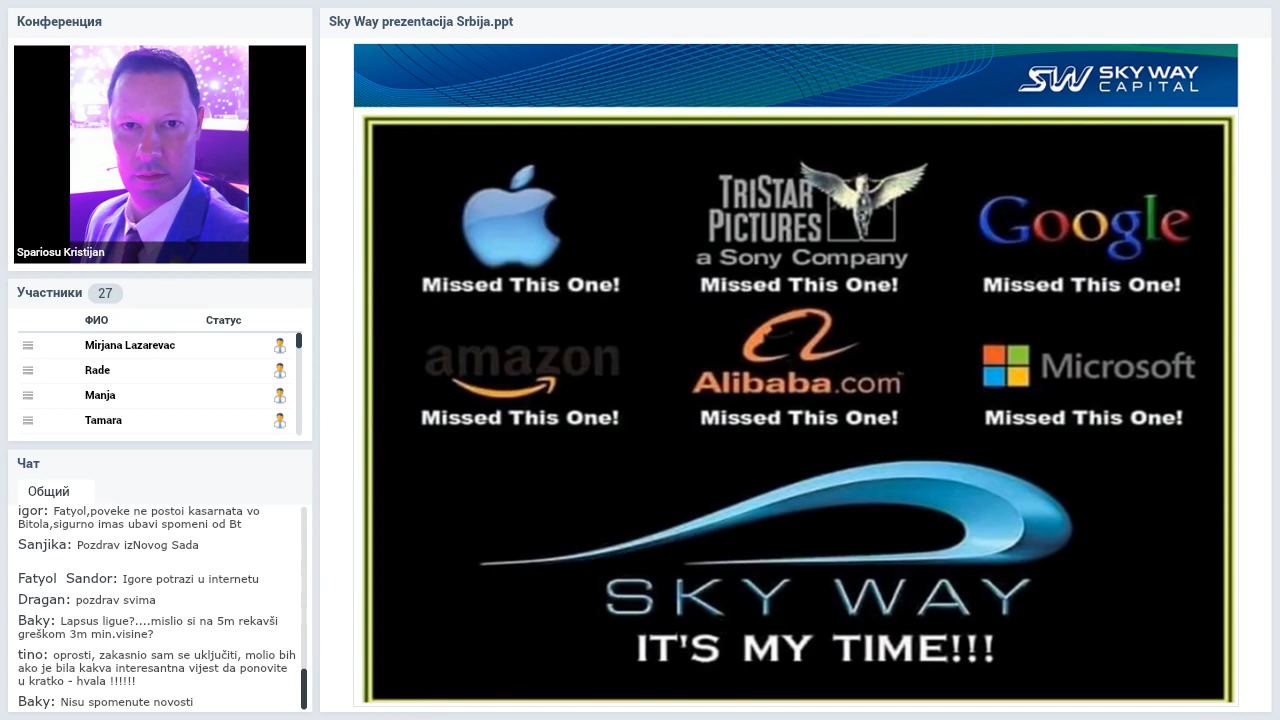 Конференция
Spariosu Kristijan
Участники 27
ФИО Статус
Mirjana Lazarevac
Rade
Manja
Tamara
Чат
Общий
igor: Fatyol,poveke ne postoi kasarnata vo
Bitola,sigurno imas ubavi spomeni od Bt
Sanjika: Pozdrav izNovog Sada
Fatyol Sandor: Igore potrazi u internetu
Dragan: pozdrav svima
Baky: Lapsus ligue?....mislio si na 5m rekavši
greškom 3m min.visine?
tino: oprosti, zakasnio sam se uključiti, molio bih
ako je bila kakva interesantna vijest da ponovite
u kratko - hvala !!!!!!
Baky: Nisu spomenute novosti
Sky Way prezentacija Srbija.ppt
SW SKY WAY
CAPITAL
TRISTAR
PICTURES
a Sony Company
Google
Missed This One! Missed This One! Missed This One!
amazon Alibaba.com Microsoft
Missed This One! Missed This One! Missed This One!
SKY WAY
IT'S MY TIME!!!